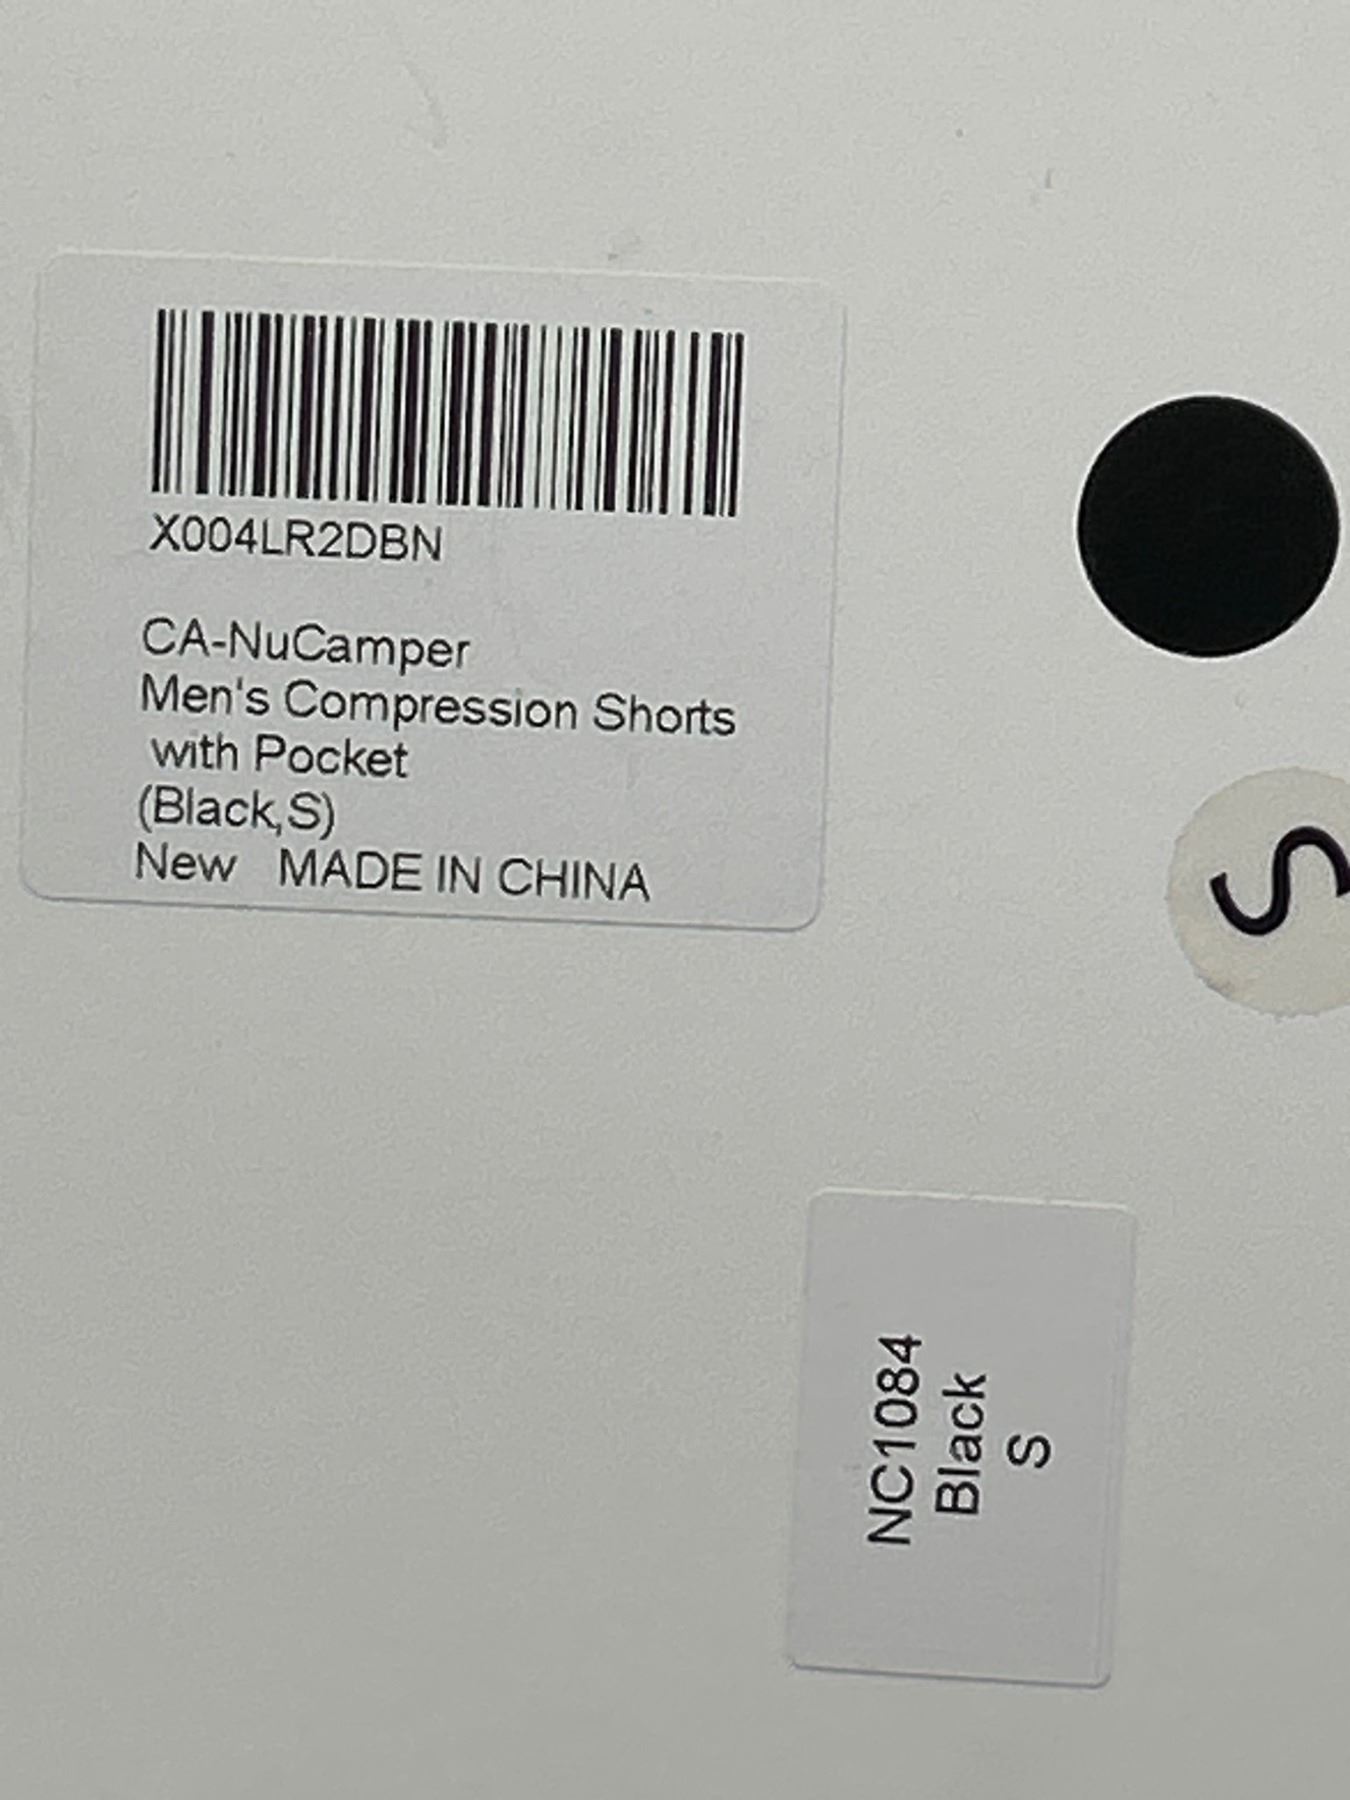 X004LR2DBN
CA-NuCamper
Men's Compression Shorts
with Pocket
(Black,S)
New   MADE IN CHINA
S
NC1084
Black
S